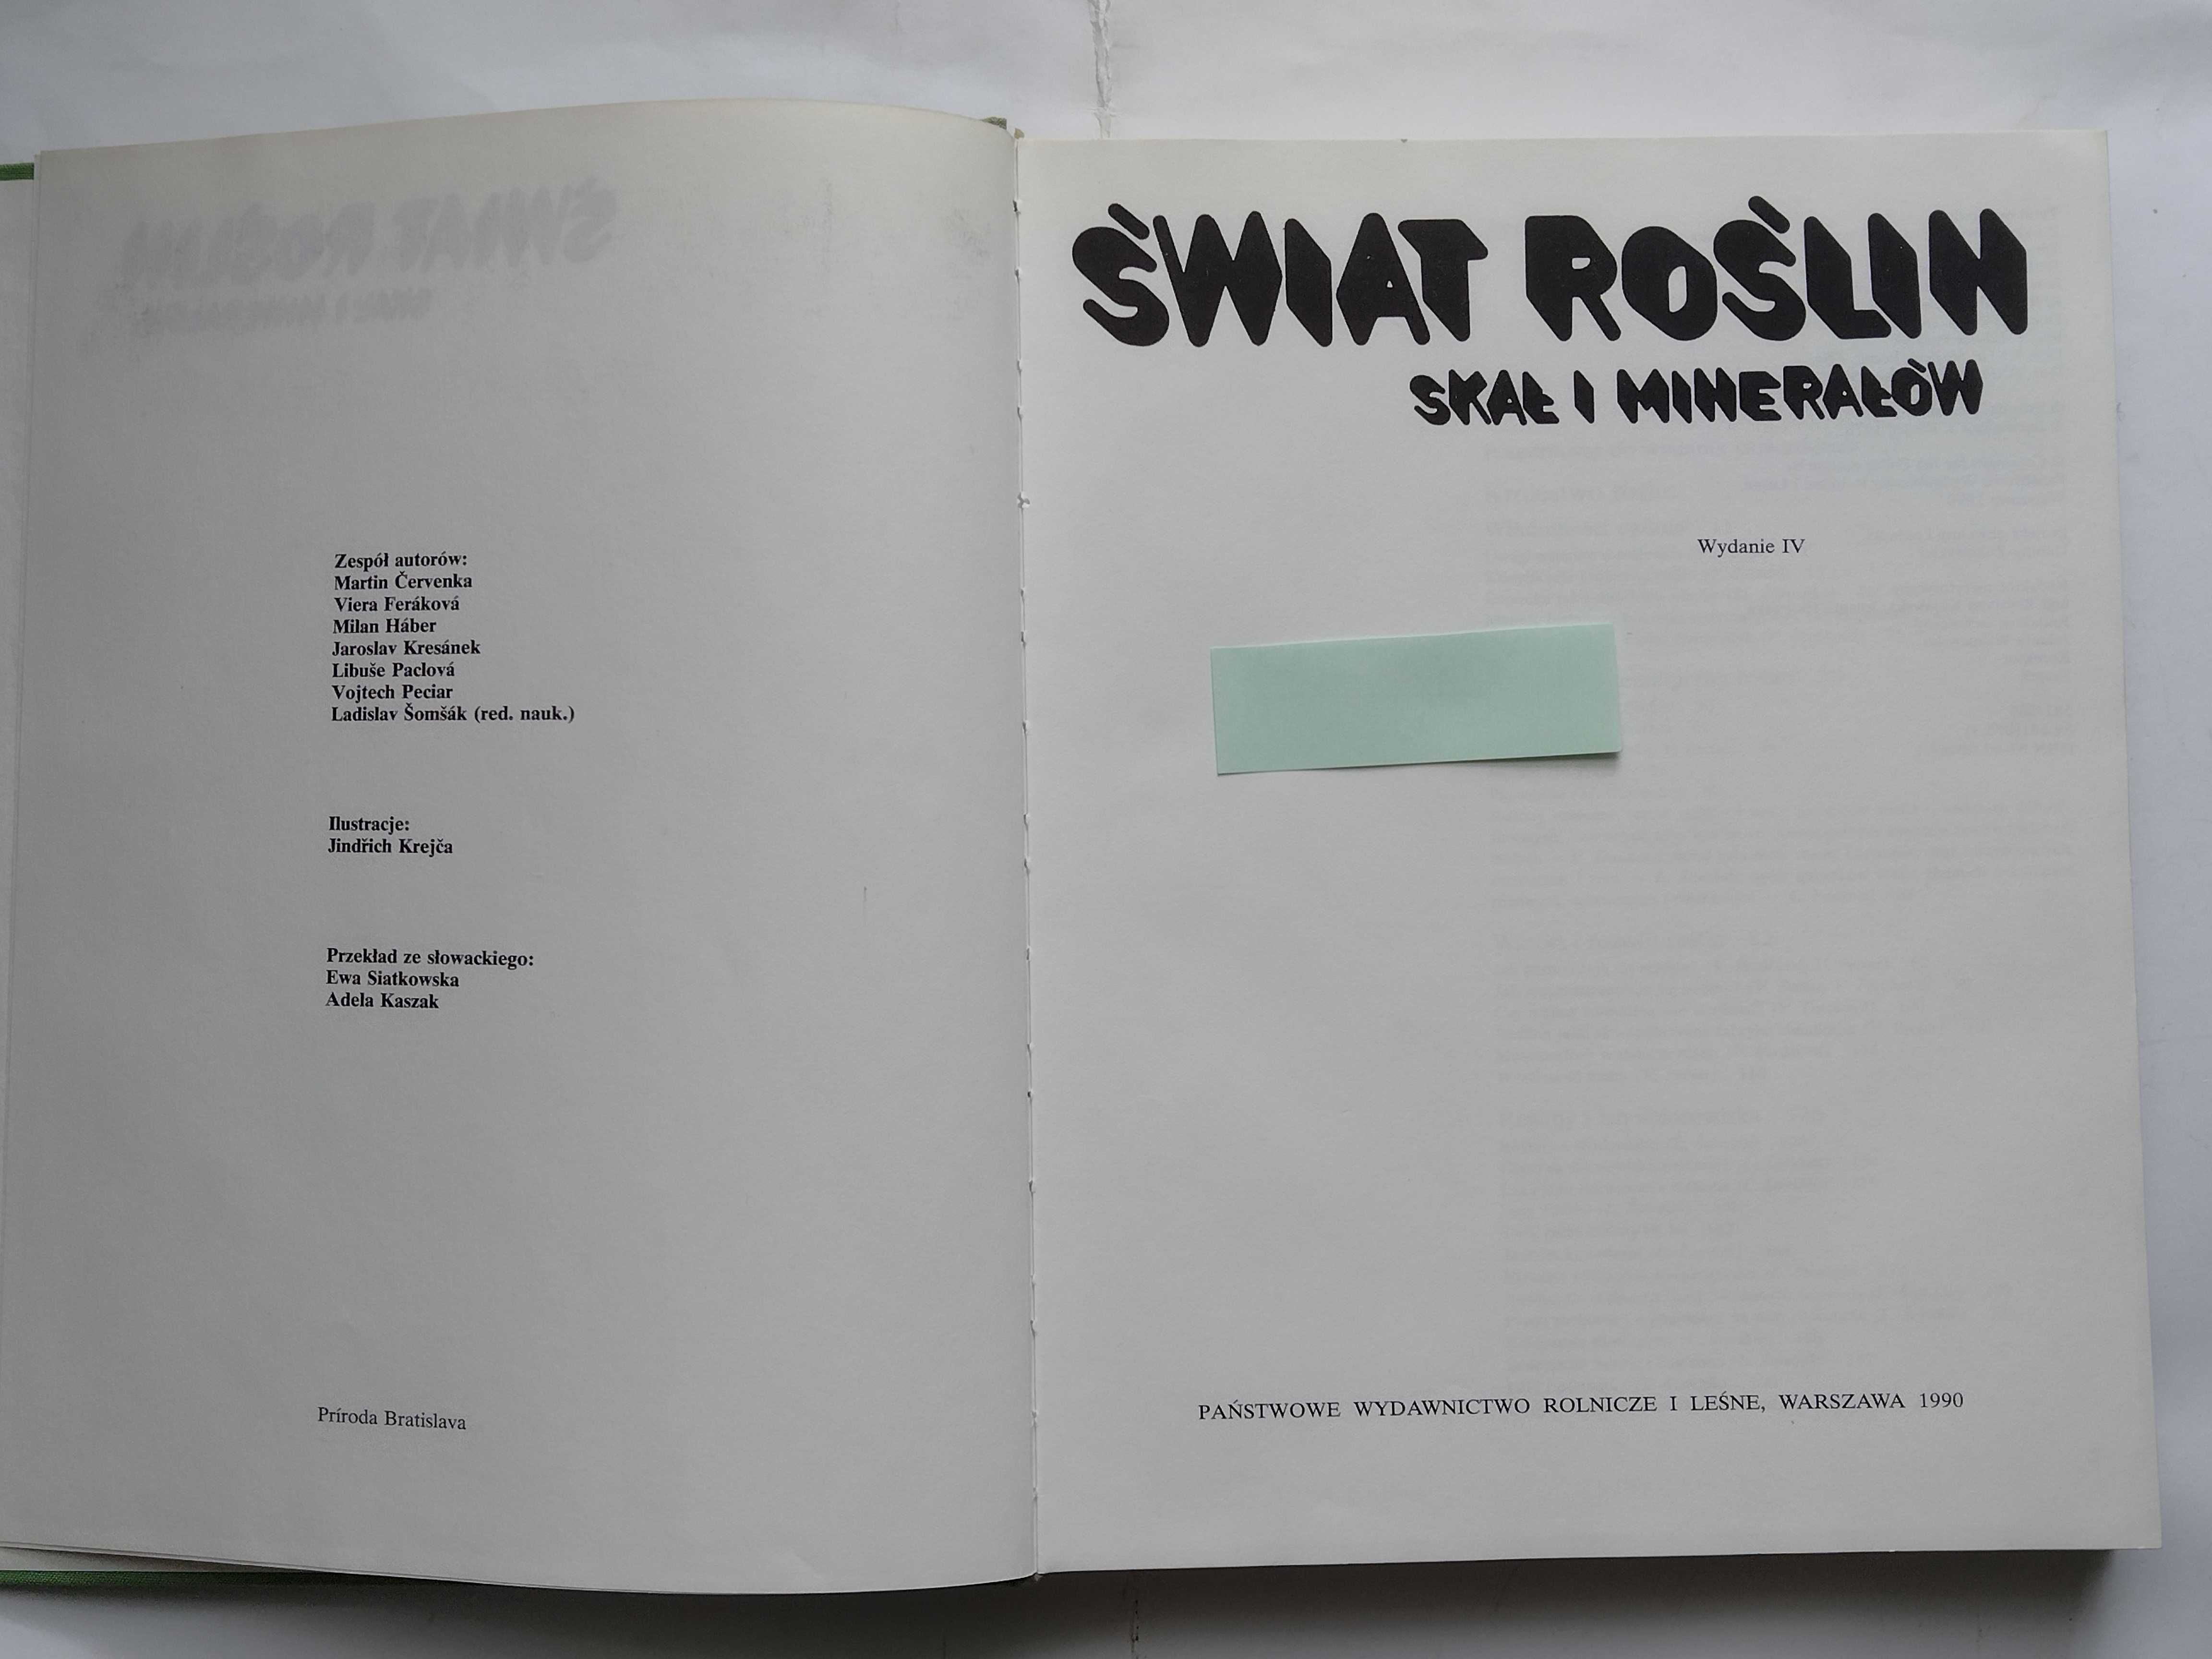 Zespół autorów:
Martin Červenka
Viera Feráková
Milan Háber
Jaroslav Kresánek
Libuše Paclová
Vojtech Peciar
Ladislav Šomšák (red. nauk.)
Ilustracje:
Jindřich Krejča
Przekład ze słowackiego:
Ewa Siatkowska
Adela Kaszak
Príroda Bratislava
ŚWIAT ROŚLIN
SKAŁ I MINERAŁÓW
Wydanie IV
PAŃSTWOWE WYDAWNICTWO ROLNICZE I LEŚNE, WARSZAWA 1990